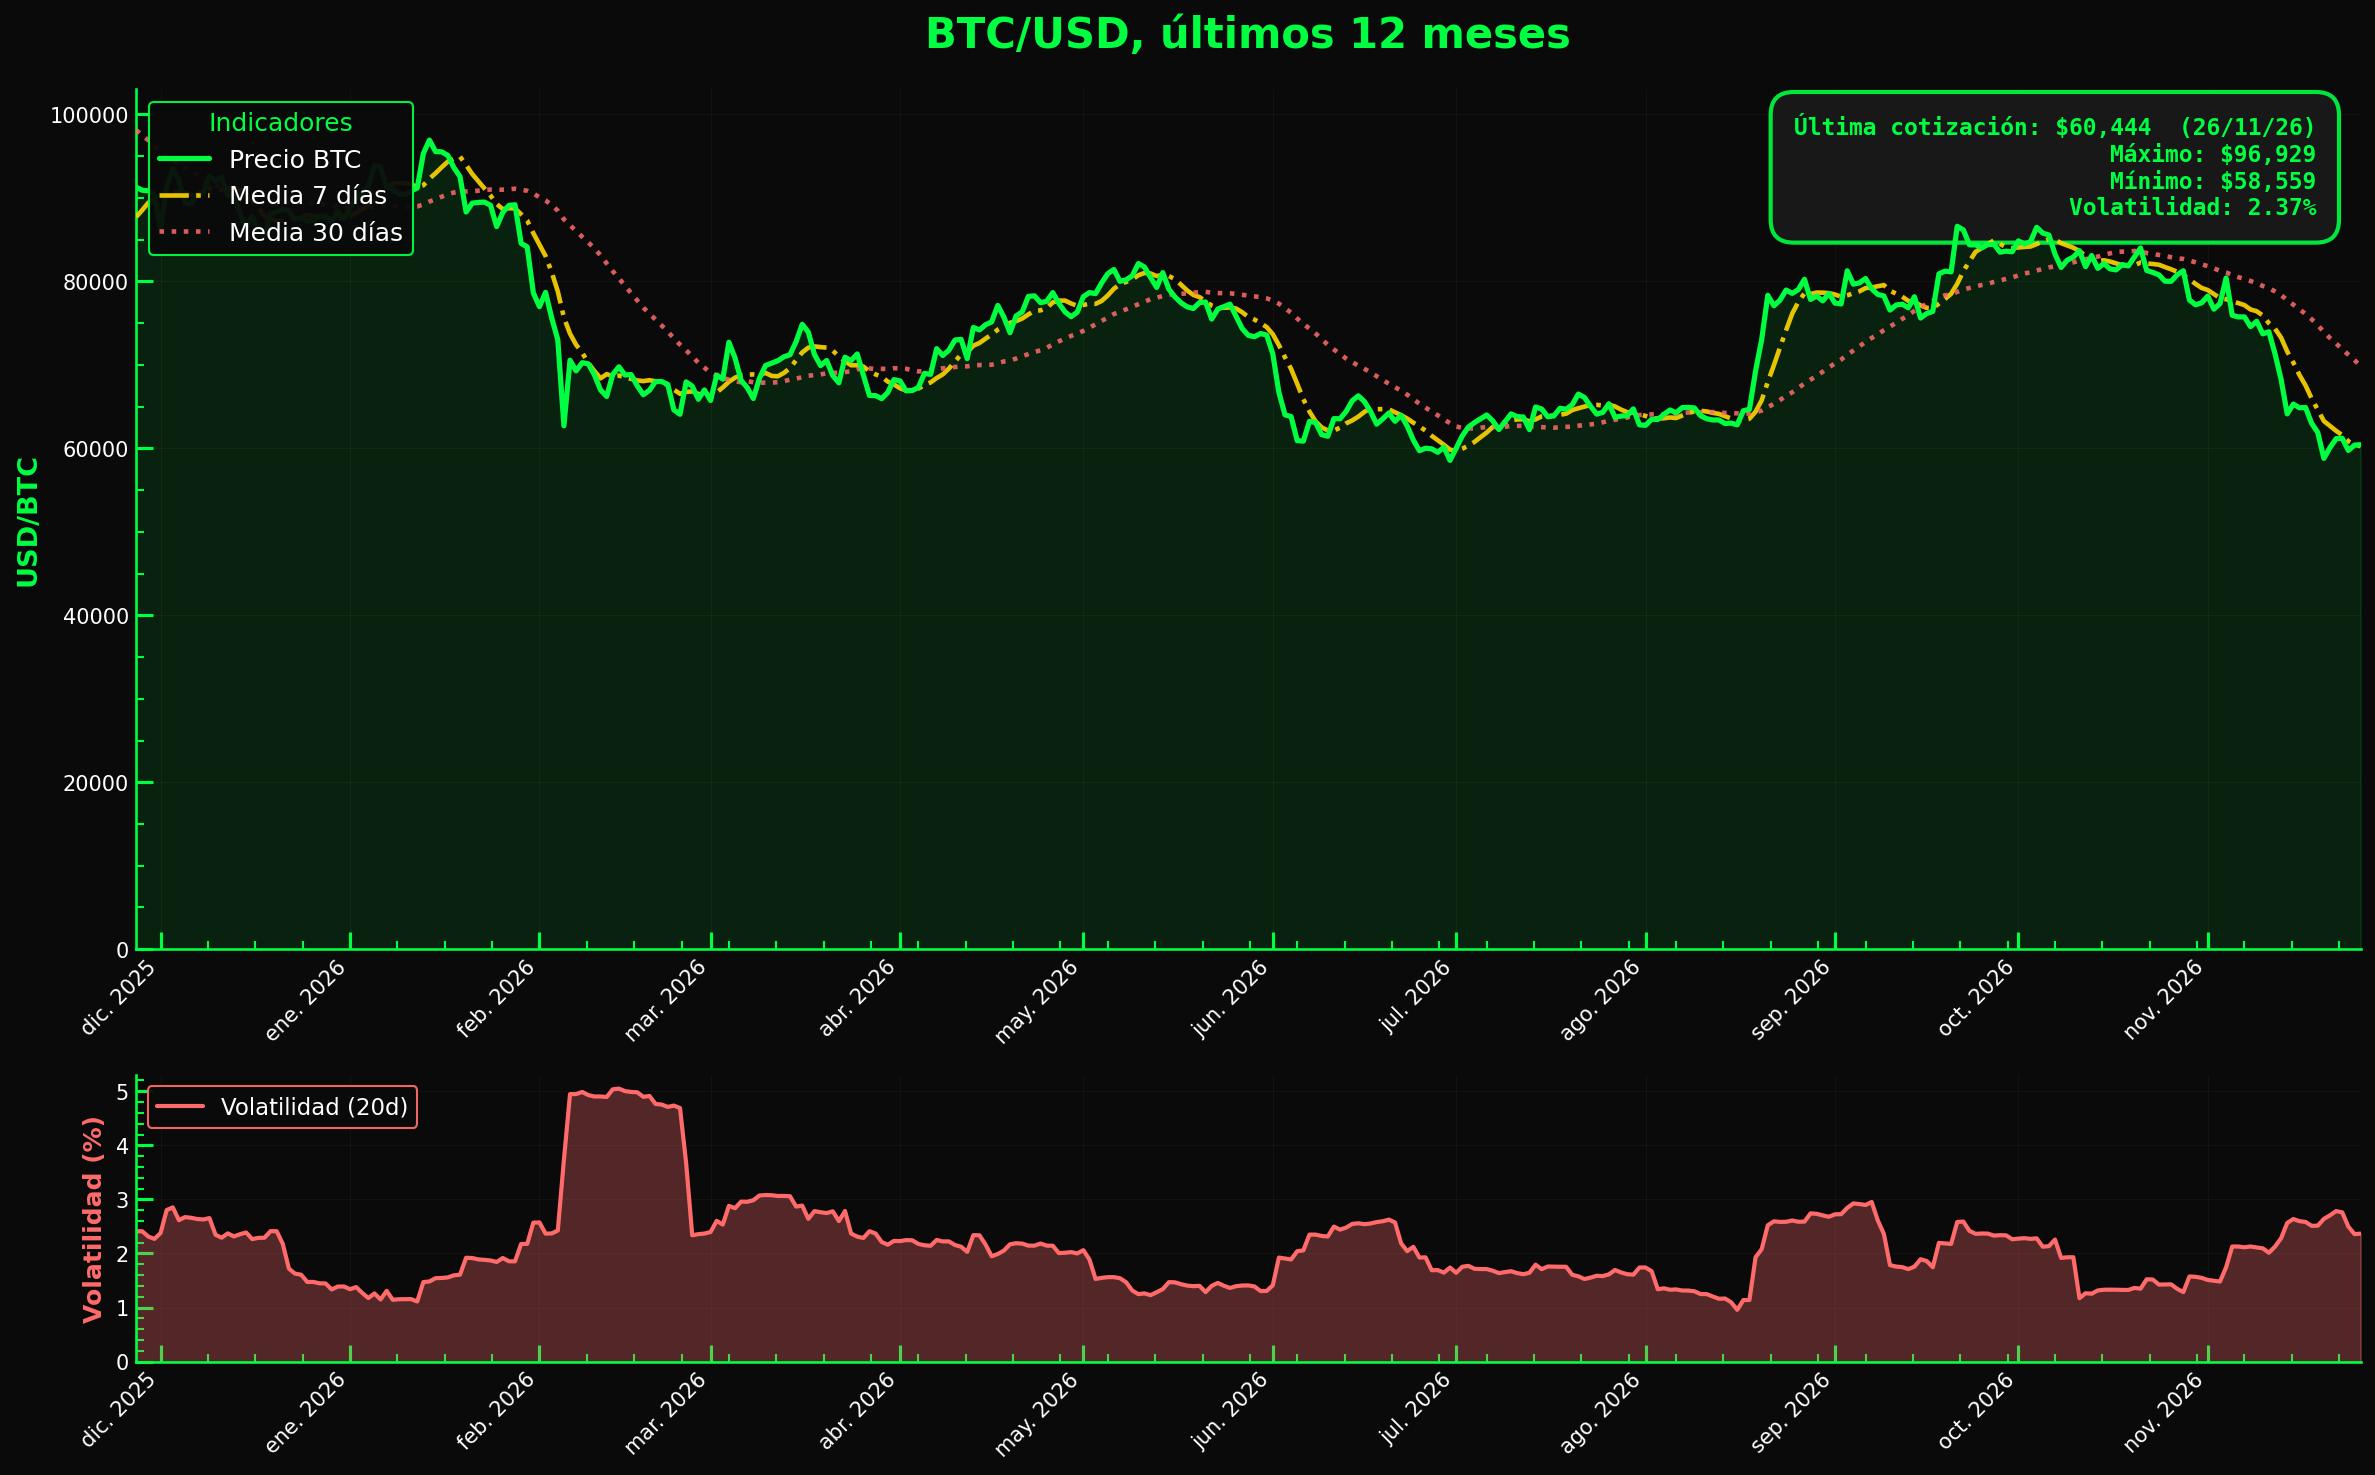 BTC/USD, últimos 12 meses
Indicadores
Precio BTC
Media 7 días
Media 30 días
Última cotización: $60,444  (26/11/26)
Máximo: $96,929
Mínimo: $58,559
Volatilidad: 2.37%
USD/BTC
100000
80000
60000
40000
20000
0
dic. 2025
ene. 2026
feb. 2026
mar. 2026
abr. 2026
may. 2026
jun. 2026
jul. 2026
ago. 2026
sep. 2026
oct. 2026
nov. 2026
Volatilidad (20d)
Volatilidad (%)
5
4
3
2
1
0
dic. 2025
ene. 2026
feb. 2026
mar. 2026
abr. 2026
may. 2026
jun. 2026
jul. 2026
ago. 2026
sep. 2026
oct. 2026
nov. 2026